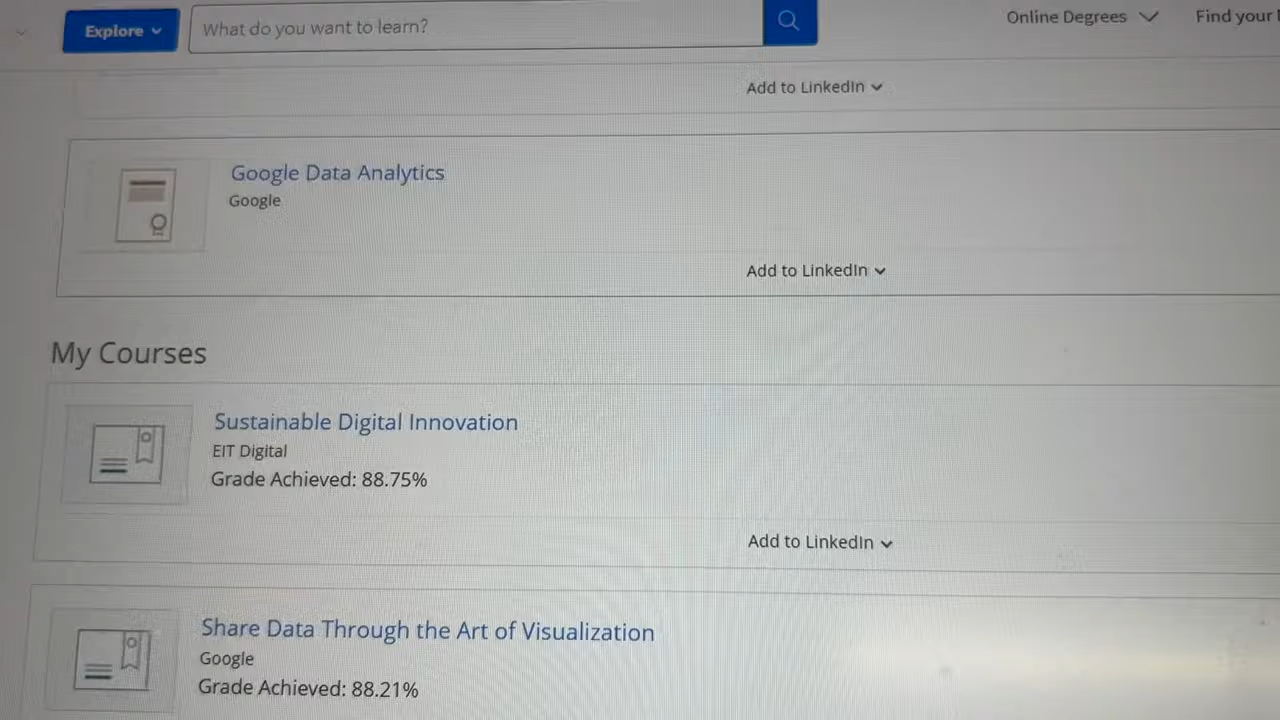 Explore
What do you want to learn?
Online Degrees
Find your
Add to LinkedIn
Google Data Analytics
Google
Add to LinkedIn
My Courses
Sustainable Digital Innovation
EIT Digital
Grade Achieved: 88.75%
Add to LinkedIn
Share Data Through the Art of Visualization
Google
Grade Achieved: 88.21%